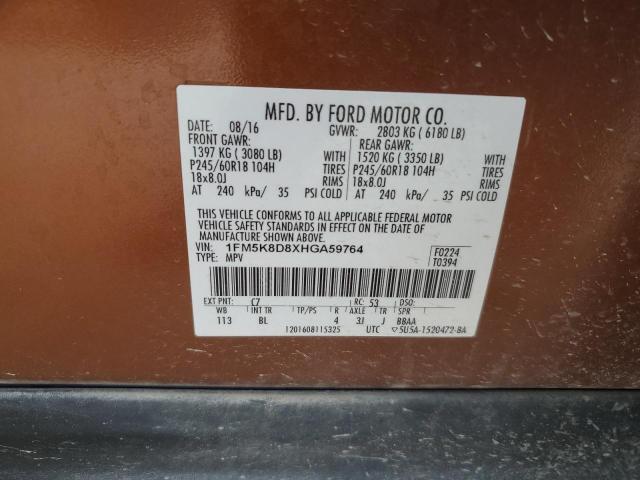 MFD. BY FORD MOTOR CO.
DATE: 08/16 GVWR: 2803 KG ( 6180 LB)
FRONT GAWR: REAR GAWR:
1397 KG ( 3080 LB) WITH 1520 KG ( 3350 LB) WITH
P245/60R18 104H TIRES P245/60R18 104H TIRES
18x8.0J RIMS 18x8.0J RIMS
AT 240 kPa/ 35 PSI COLD AT 240 kPa/ 35 PSI COLD
THIS VEHICLE CONFORMS TO ALL APPLICABLE FEDERAL MOTOR
VEHICLE SAFETY AND THEFT PREVENTION STANDARDS IN EFFECT ON THE DATE OF
MANUFACTURE SHOWN ABOVE.
VIN: 1FM5K8D8XHGA59764 F0224
TYPE: MPV T0394
EXT PNT: C7 RC: 53 DSO:
WB INT TR TP/PS R AXLE TR SPR
113 BL 4 3J J BBAA
1201608115325 UTC ▽5U5A-1520472-BA